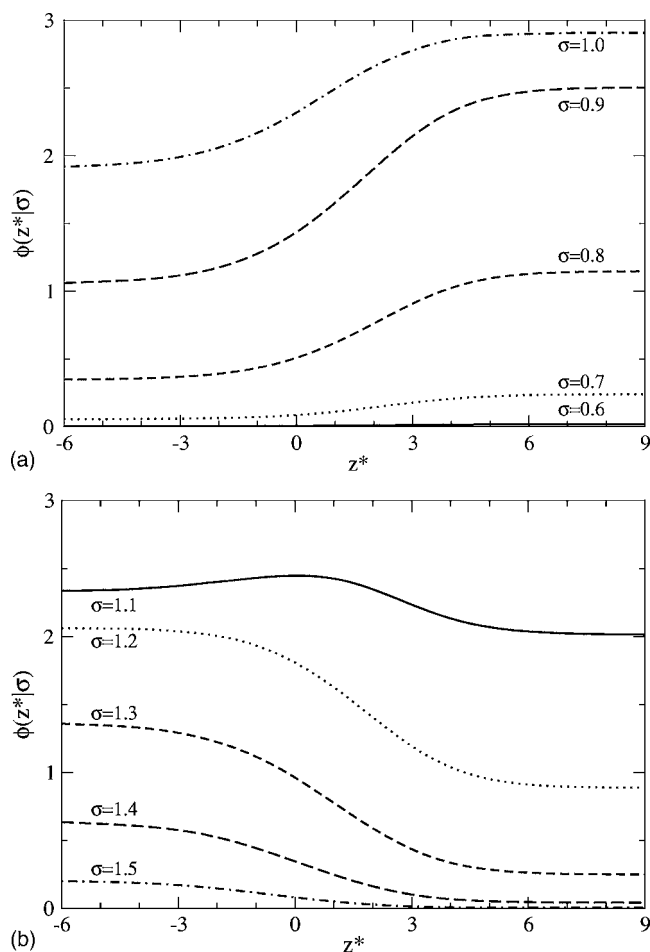 3
σ=1.0
σ=0.9
2
ϕ(z*|σ)
σ=0.8
1
σ=0.7
σ=0.6
0
-6 -3 0 3 6 9
(a) z*
3
σ=1.1
2
σ=1.2
ϕ(z*|σ)
σ=1.3
1
σ=1.4
σ=1.5
0
-6 -3 0 3 6 9
(b) z*